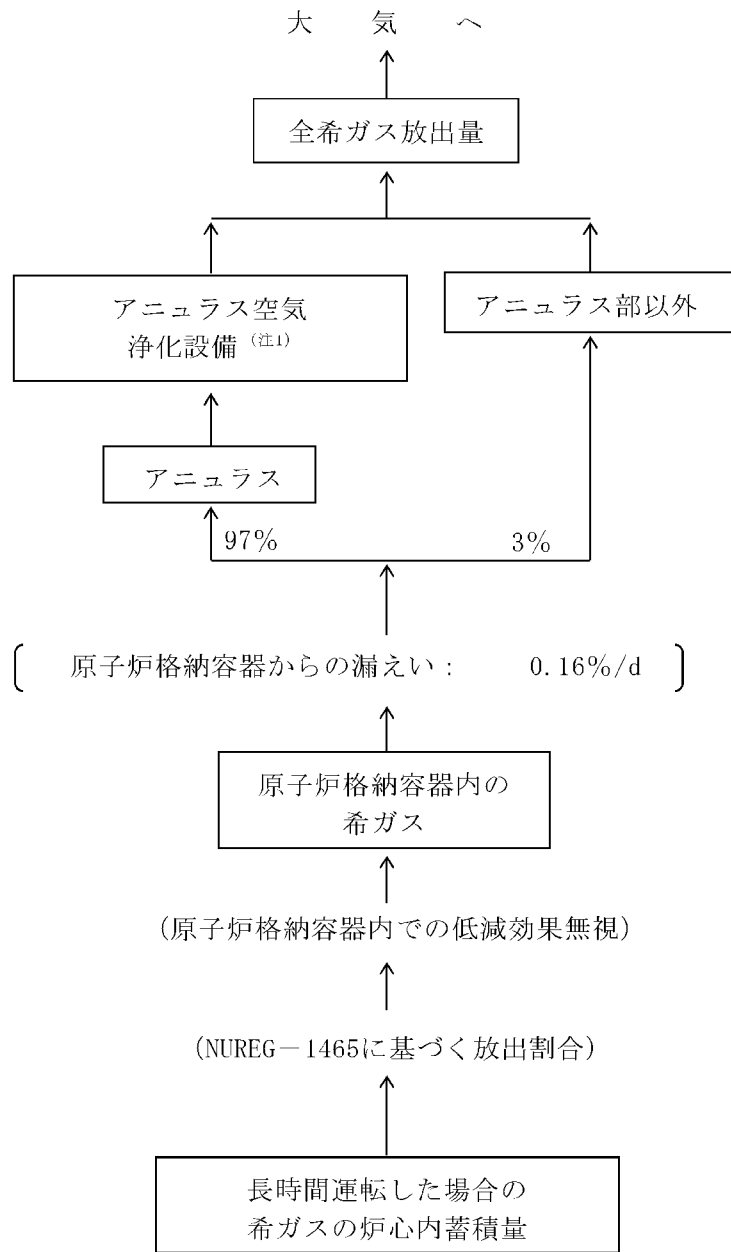 大　気　へ
全希ガス放出量
アニュラス空気
浄化設備 (注1)
アニュラス部以外
アニュラス
97%
3%
原子炉格納容器からの漏えい： 0.16%/d
原子炉格納容器内の
希ガス
(原子炉格納容器内での低減効果無視)
(NUREG－1465に基づく放出割合)
長時間運転した場合の
希ガスの炉心内蓄積量